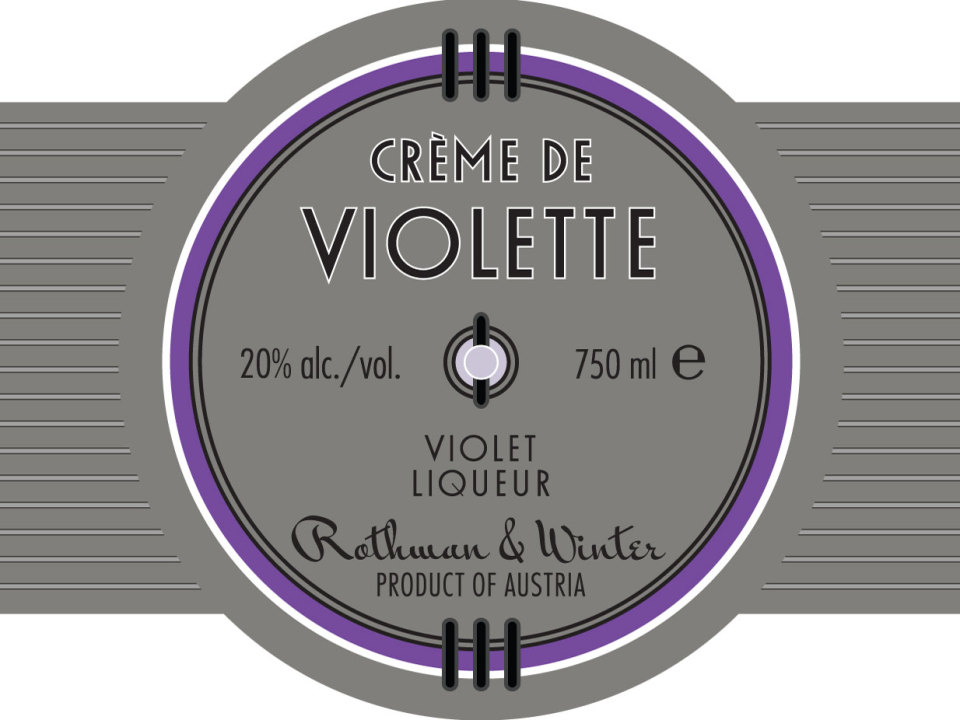 CRÈME DE
VIOLETTE
20% alc./vol. 750 ml ℮
VIOLET
LIQUEUR
Rothman & Winter
PRODUCT OF AUSTRIA